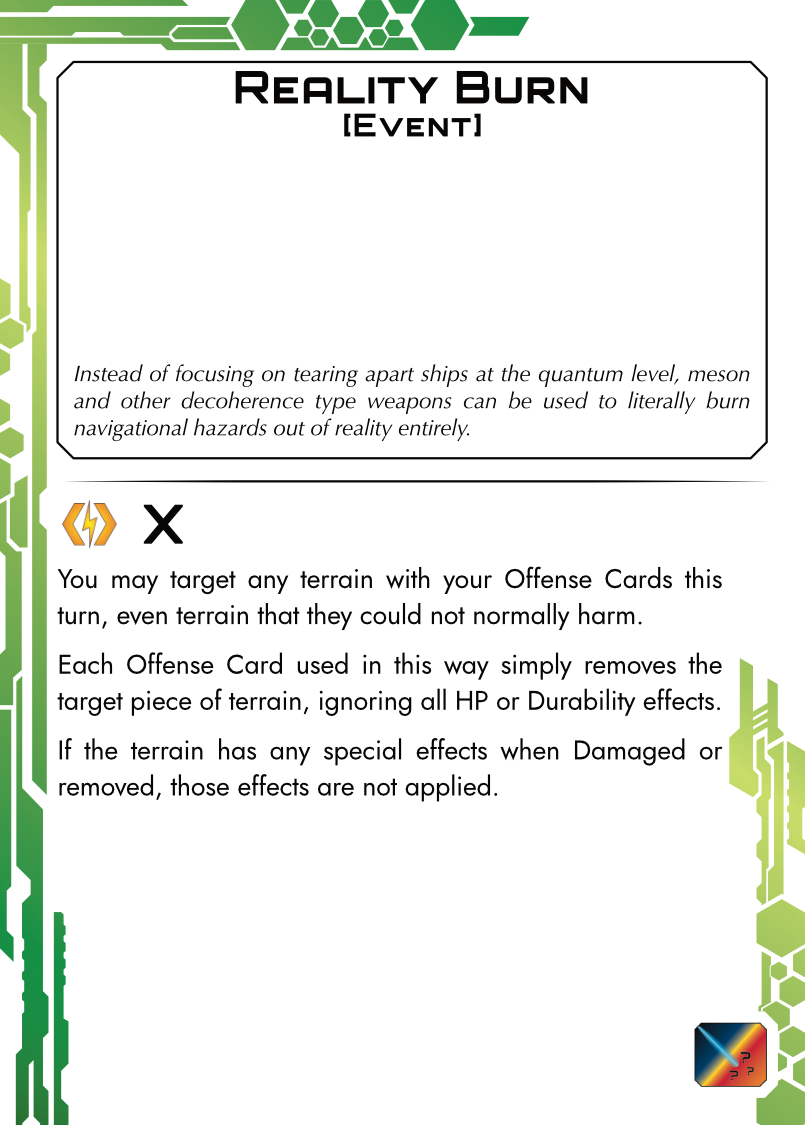 Reality Burn
[Event]
Instead of focusing on tearing apart ships at the quantum level, meson
and other decoherence type weapons can be used to literally burn
navigational hazards out of reality entirely.
X
You may target any terrain with your Offense Cards this
turn, even terrain that they could not normally harm.
Each Offense Card used in this way simply removes the
target piece of terrain, ignoring all HP or Durability effects.
If the terrain has any special effects when Damaged or
removed, those effects are not applied.
?
? ?